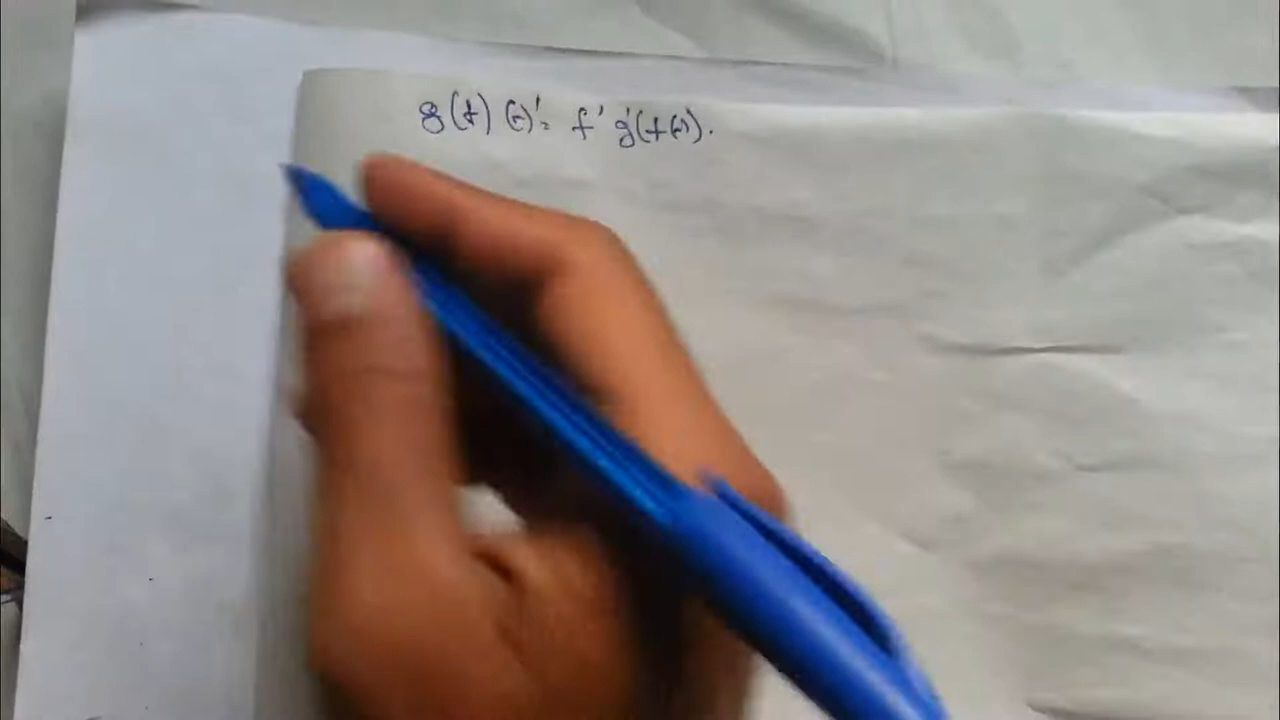 g(f) (x)' = f' g'(f(x)).